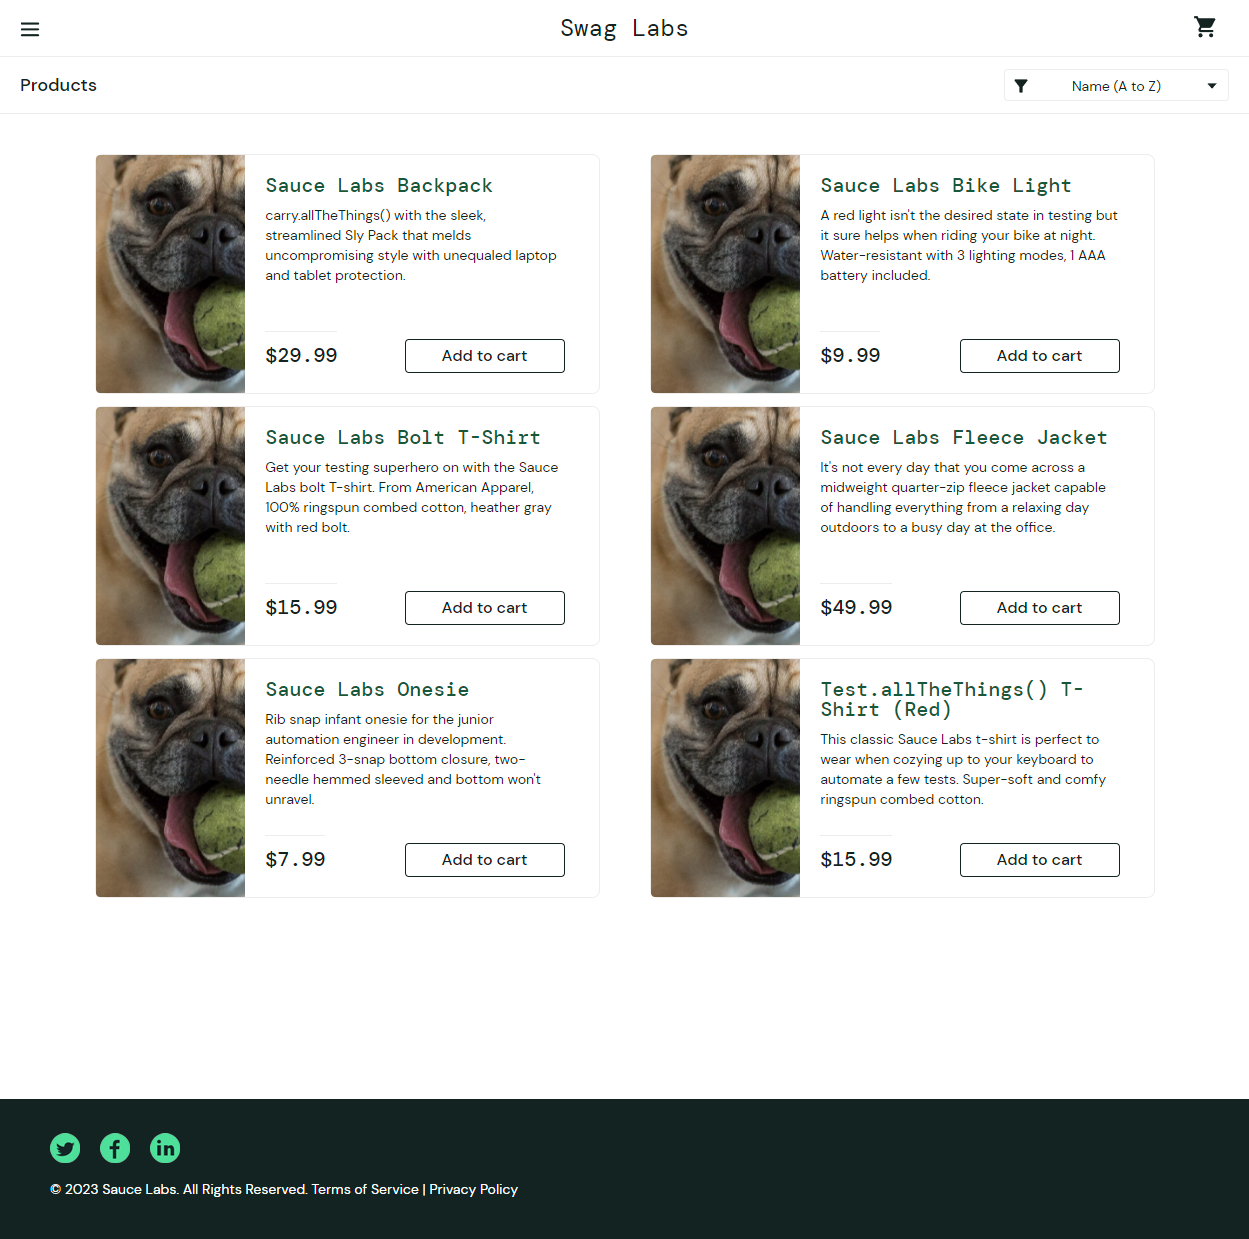 Swag Labs
Products
Name (A to Z)
Sauce Labs Backpack
carry.allTheThings() with the sleek,
streamlined Sly Pack that melds
uncompromising style with unequaled laptop
and tablet protection.
$29.99
Add to cart
Sauce Labs Bike Light
A red light isn't the desired state in testing but
it sure helps when riding your bike at night.
Water-resistant with 3 lighting modes, 1 AAA
battery included.
$9.99
Add to cart
Sauce Labs Bolt T-Shirt
Get your testing superhero on with the Sauce
Labs bolt T-shirt. From American Apparel,
100% ringspun combed cotton, heather gray
with red bolt.
$15.99
Add to cart
Sauce Labs Fleece Jacket
It's not every day that you come across a
midweight quarter-zip fleece jacket capable
of handling everything from a relaxing day
outdoors to a busy day at the office.
$49.99
Add to cart
Sauce Labs Onesie
Rib snap infant onesie for the junior
automation engineer in development.
Reinforced 3-snap bottom closure, two-
needle hemmed sleeved and bottom won't
unravel.
$7.99
Add to cart
Test.allTheThings() T-
Shirt (Red)
This classic Sauce Labs t-shirt is perfect to
wear when cozying up to your keyboard to
automate a few tests. Super-soft and comfy
ringspun combed cotton.
$15.99
Add to cart
© 2023 Sauce Labs. All Rights Reserved. Terms of Service | Privacy Policy